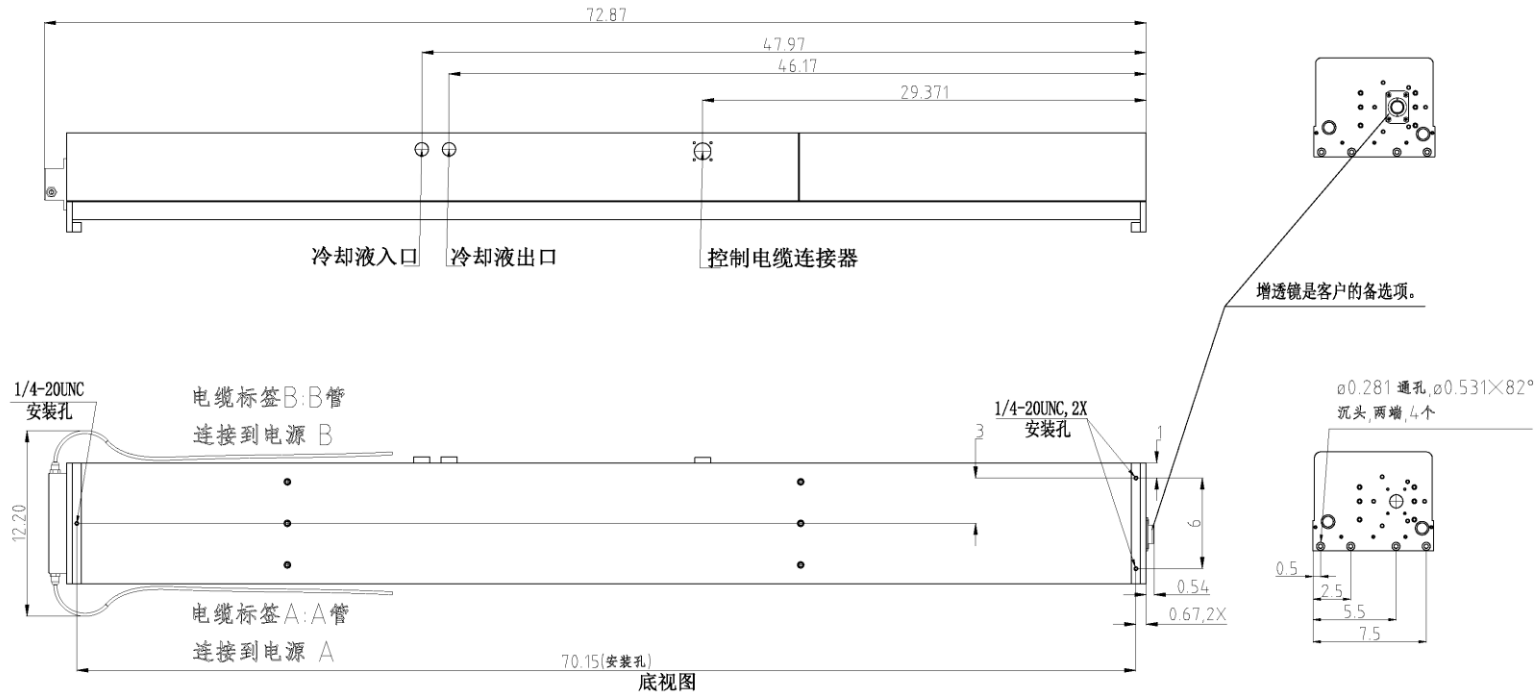 72.87
47.97
46.17
29.371
冷却液入口
冷却液出口
控制电缆连接器
增透镜是客户的备选项。
1/4-20UNC
安装孔
电缆标签B:B管
连接到电源 B
1/4-20UNC,2X
安装孔
3
1
ø0.281 通孔,ø0.531×82°
沉头,两端,4个
12.20
6
0.54
0.67,2X
0.5
2.5
5.5
7.5
电缆标签A:A管
连接到电源 A
70.15(安装孔)
底视图